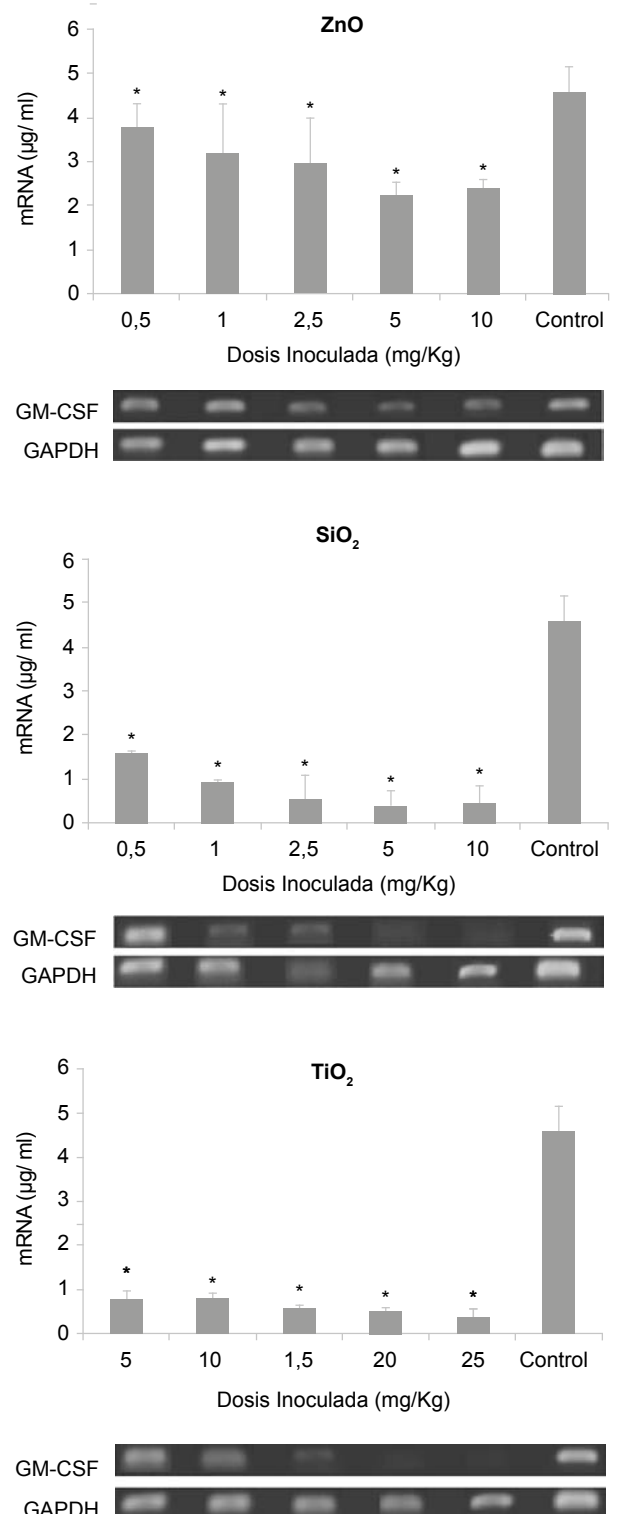 ZnO
6
5
4
3
2
1
0
mRNA (µg/ ml)
* * * * *
0,5 1 2,5 5 10 Control
Dosis Inoculada (mg/Kg)
GM-CSF
GAPDH
SiO₂
6
5
4
3
2
1
0
mRNA (µg/ ml)
* * * * *
0,5 1 2,5 5 10 Control
Dosis Inoculada (mg/Kg)
GM-CSF
GAPDH
TiO₂
6
5
4
3
2
1
0
mRNA (µg/ ml)
* * * * *
5 10 1,5 20 25 Control
Dosis Inoculada (mg/Kg)
GM-CSF
GAPDH